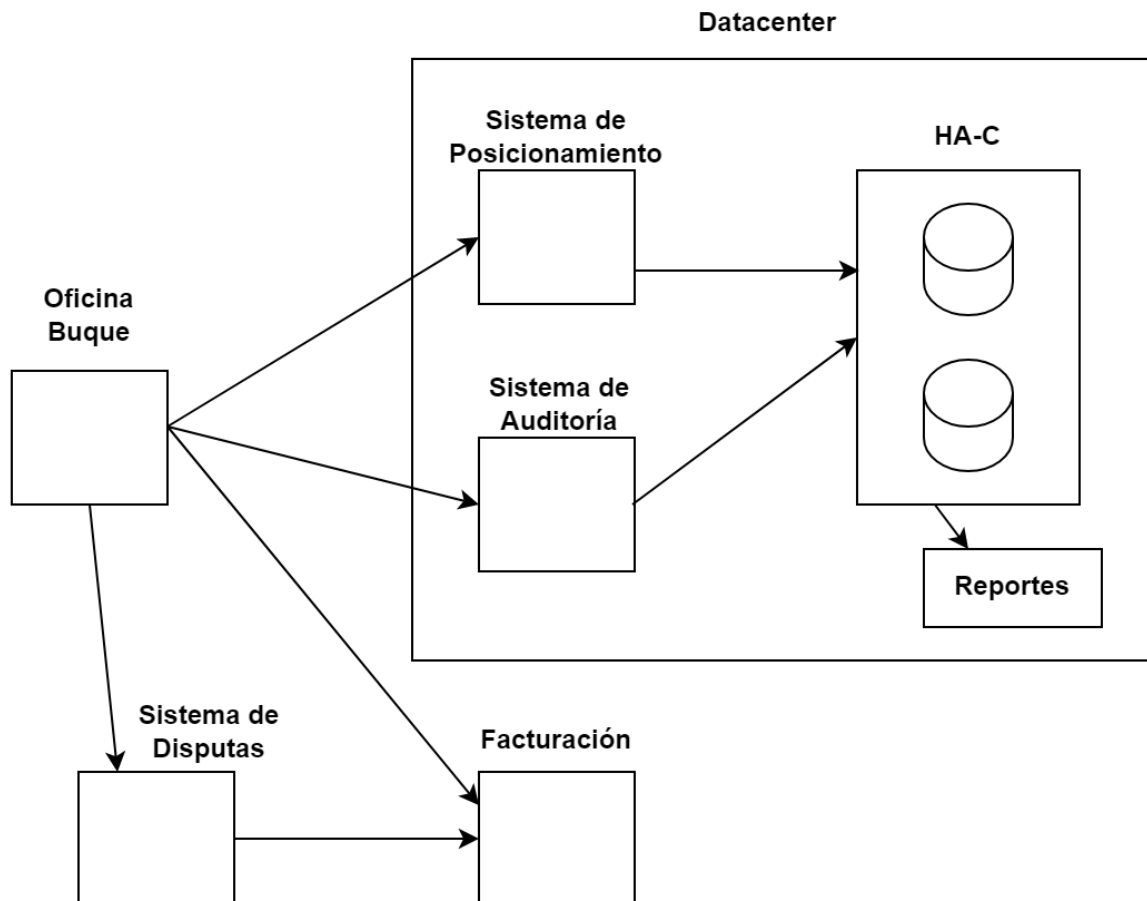 Datacenter
Sistema de
Posicionamiento
HA-C
Oficina
Buque
Sistema de
Auditoría
Reportes
Sistema de
Disputas
Facturación